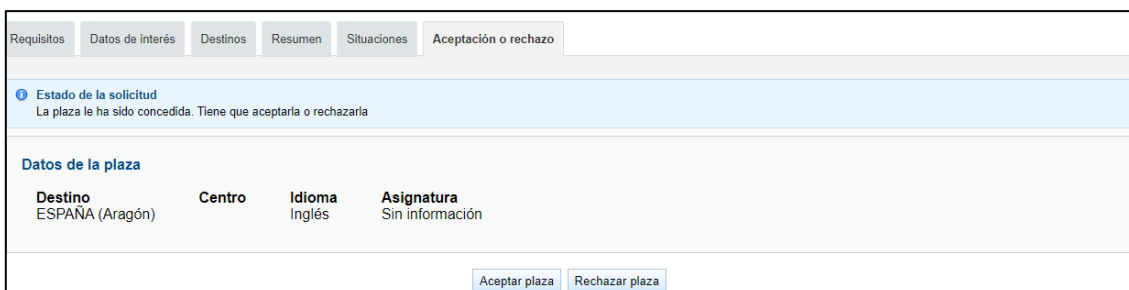 Requisitos Datos de interés Destinos Resumen Situaciones Aceptación o rechazo
Estado de la solicitud
La plaza le ha sido concedida. Tiene que aceptarla o rechazarla
Datos de la plaza
Destino Centro Idioma Asignatura
ESPAÑA (Aragón) Inglés Sin información
Aceptar plaza Rechazar plaza